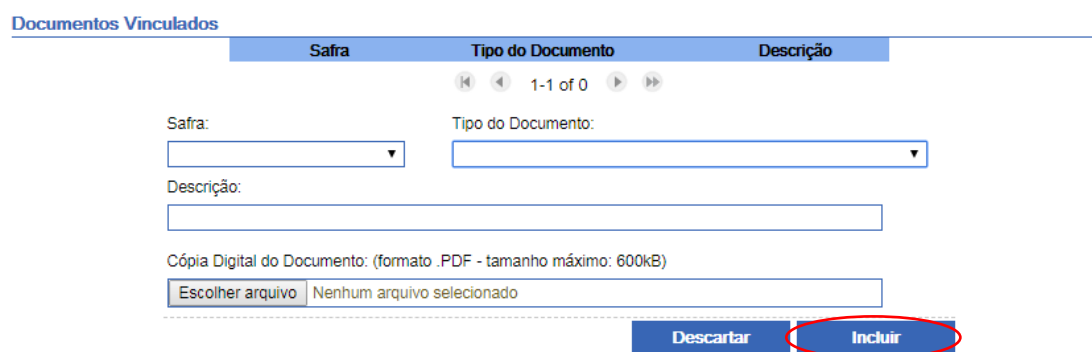 Documentos Vinculados
Safra Tipo do Documento Descrição
1-1 of 0
Safra: Tipo do Documento:
Descrição:
Cópia Digital do Documento: (formato .PDF - tamanho máximo: 600kB)
Escolher arquivo Nenhum arquivo selecionado
Descartar Incluir